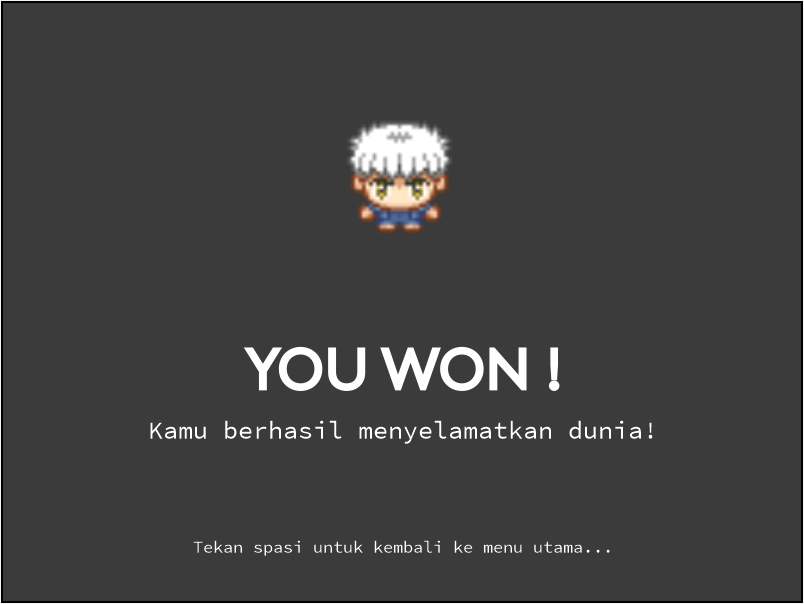 YOU WON !
Kamu berhasil menyelamatkan dunia!
Tekan spasi untuk kembali ke menu utama...